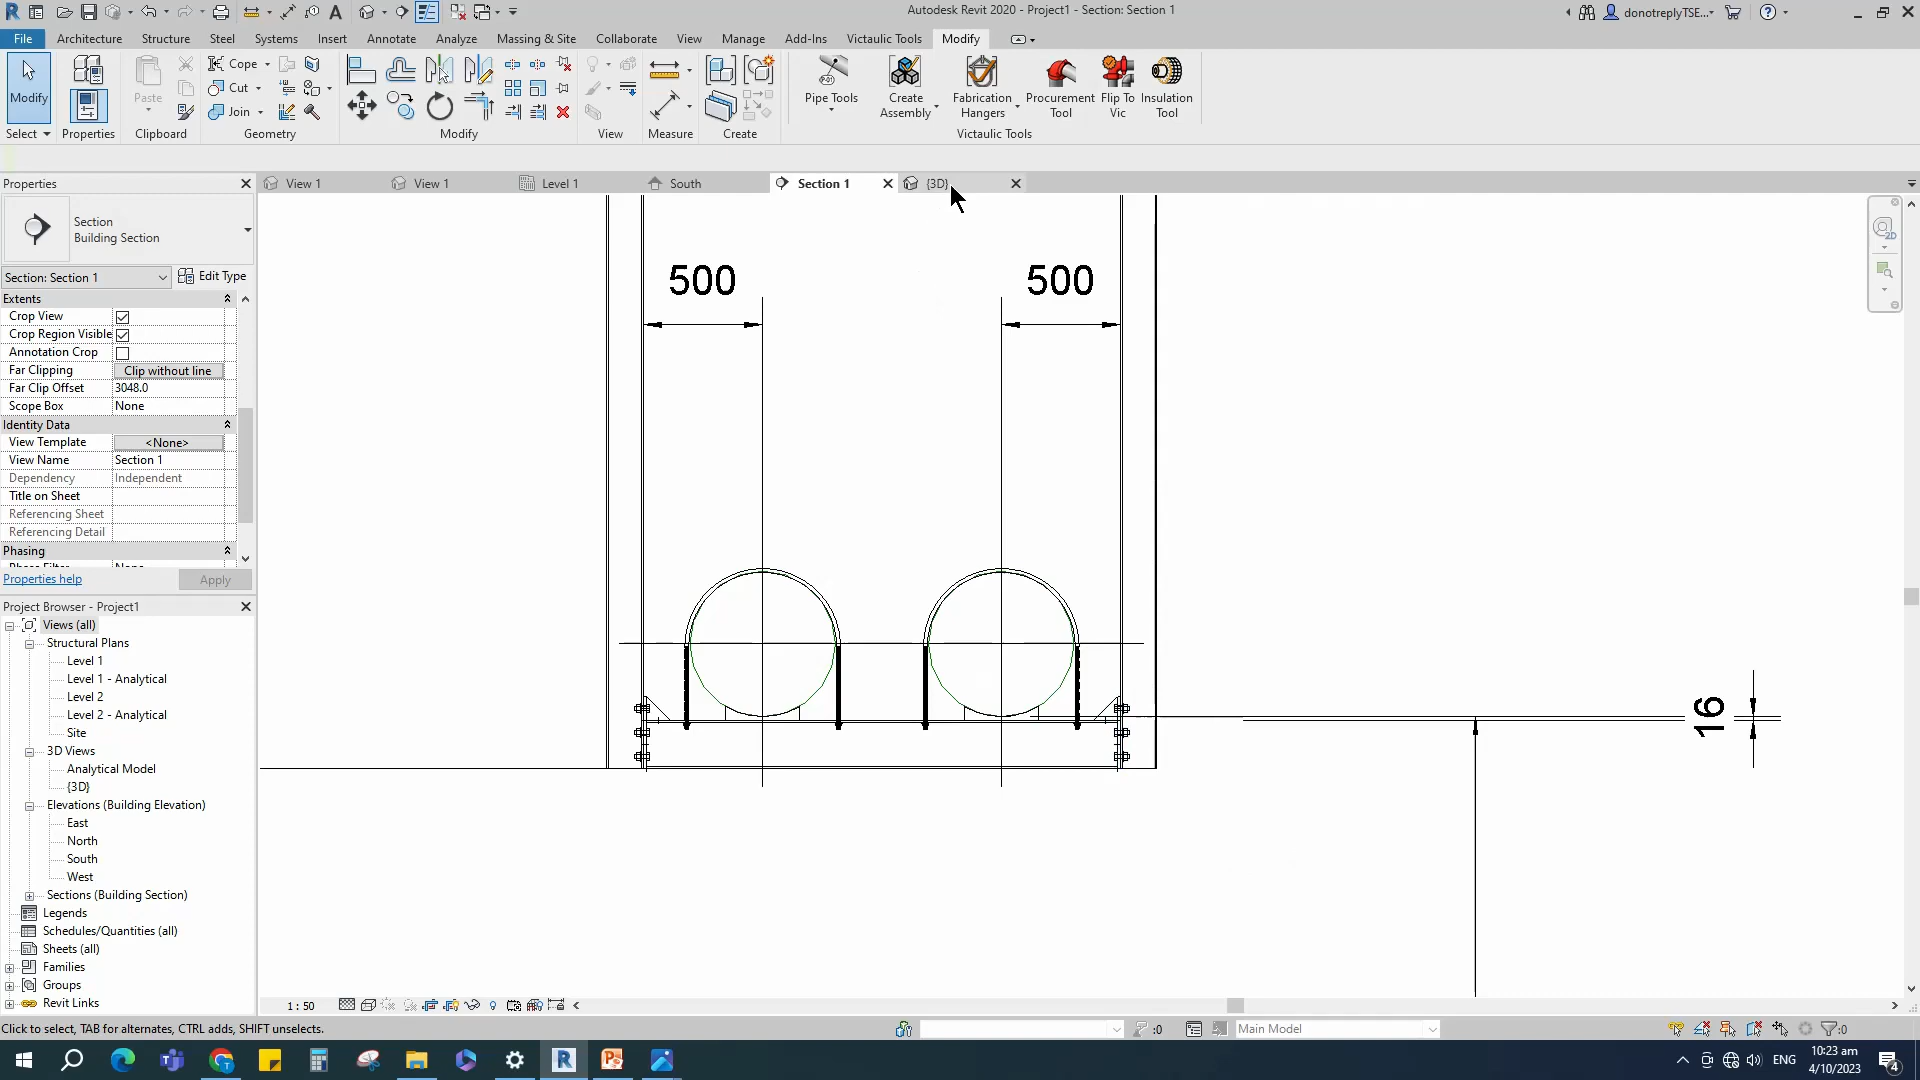 Autodesk Revit 2020 - Project1 - Section: Section 1
donotreplyTSE...
File Architecture Structure Steel Systems Insert Annotate Analyze Massing & Site Collaborate View Manage Add-Ins Victaulic Tools Modify
Modify
Paste
Cope
Cut
Join
Pipe Tools
Create Assembly
Fabrication Hangers
Procurement Tool
Flip To Vic
Insulation Tool
Select Properties Clipboard Geometry Modify View Measure Create Victaulic Tools
Properties
View 1
View 1
Level 1
South
Section 1
{3D}
Section
Building Section
Section: Section 1
Edit Type
Extents
Crop View
Crop Region Visible
Annotation Crop
Far Clipping Clip without line
Far Clip Offset 3048.0
Scope Box None
Identity Data
View Template <None>
View Name Section 1
Dependency Independent
Title on Sheet
Referencing Sheet
Referencing Detail
Phasing
Properties help
Apply
500
500
16
Project Browser - Project1
Views (all)
Structural Plans
Level 1
Level 1 - Analytical
Level 2
Level 2 - Analytical
Site
3D Views
Analytical Model
{3D}
Elevations (Building Elevation)
East
North
South
West
Sections (Building Section)
Legends
Schedules/Quantities (all)
Sheets (all)
Families
Groups
Revit Links
1 : 50
Click to select, TAB for alternates, CTRL adds, SHIFT unselects.
:0
Main Model
:0
ENG
10:23 am
4/10/2023
4